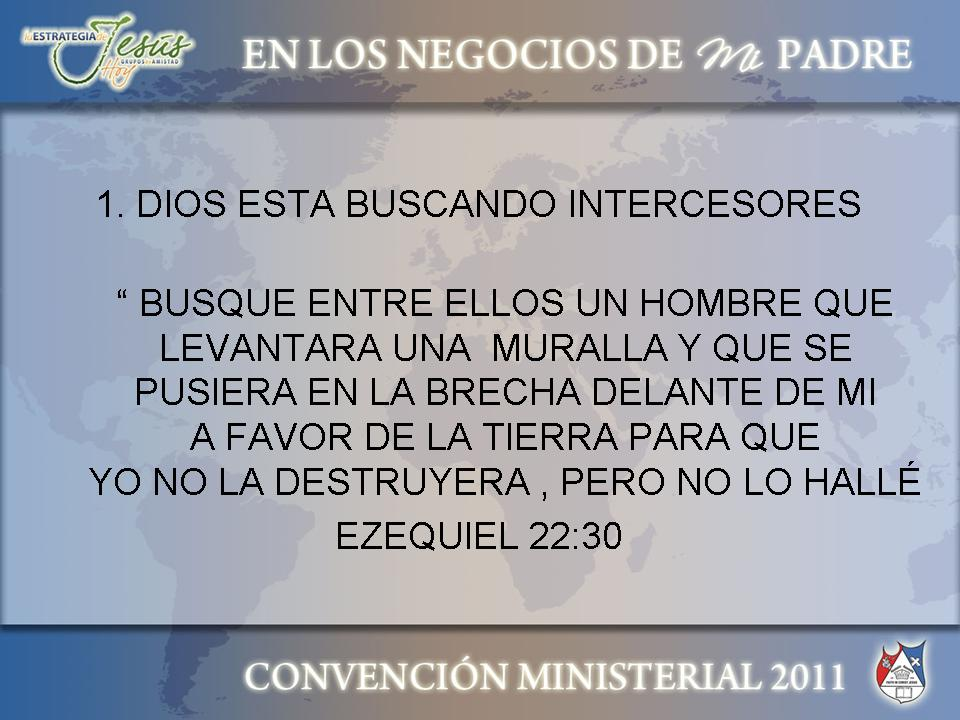 la ESTRATEGIA de
Jesús
GRUPOS de AMISTAD
Hoy
EN LOS NEGOCIOS DE Mi PADRE
1. DIOS ESTA BUSCANDO INTERCESORES
“ BUSQUE ENTRE ELLOS UN HOMBRE QUE
LEVANTARA UNA  MURALLA Y QUE SE
PUSIERA EN LA BRECHA DELANTE DE MI
A FAVOR DE LA TIERRA PARA QUE
YO NO LA DESTRUYERA , PERO NO LO HALLÉ
EZEQUIEL 22:30
CONVENCIÓN MINISTERIAL 2011